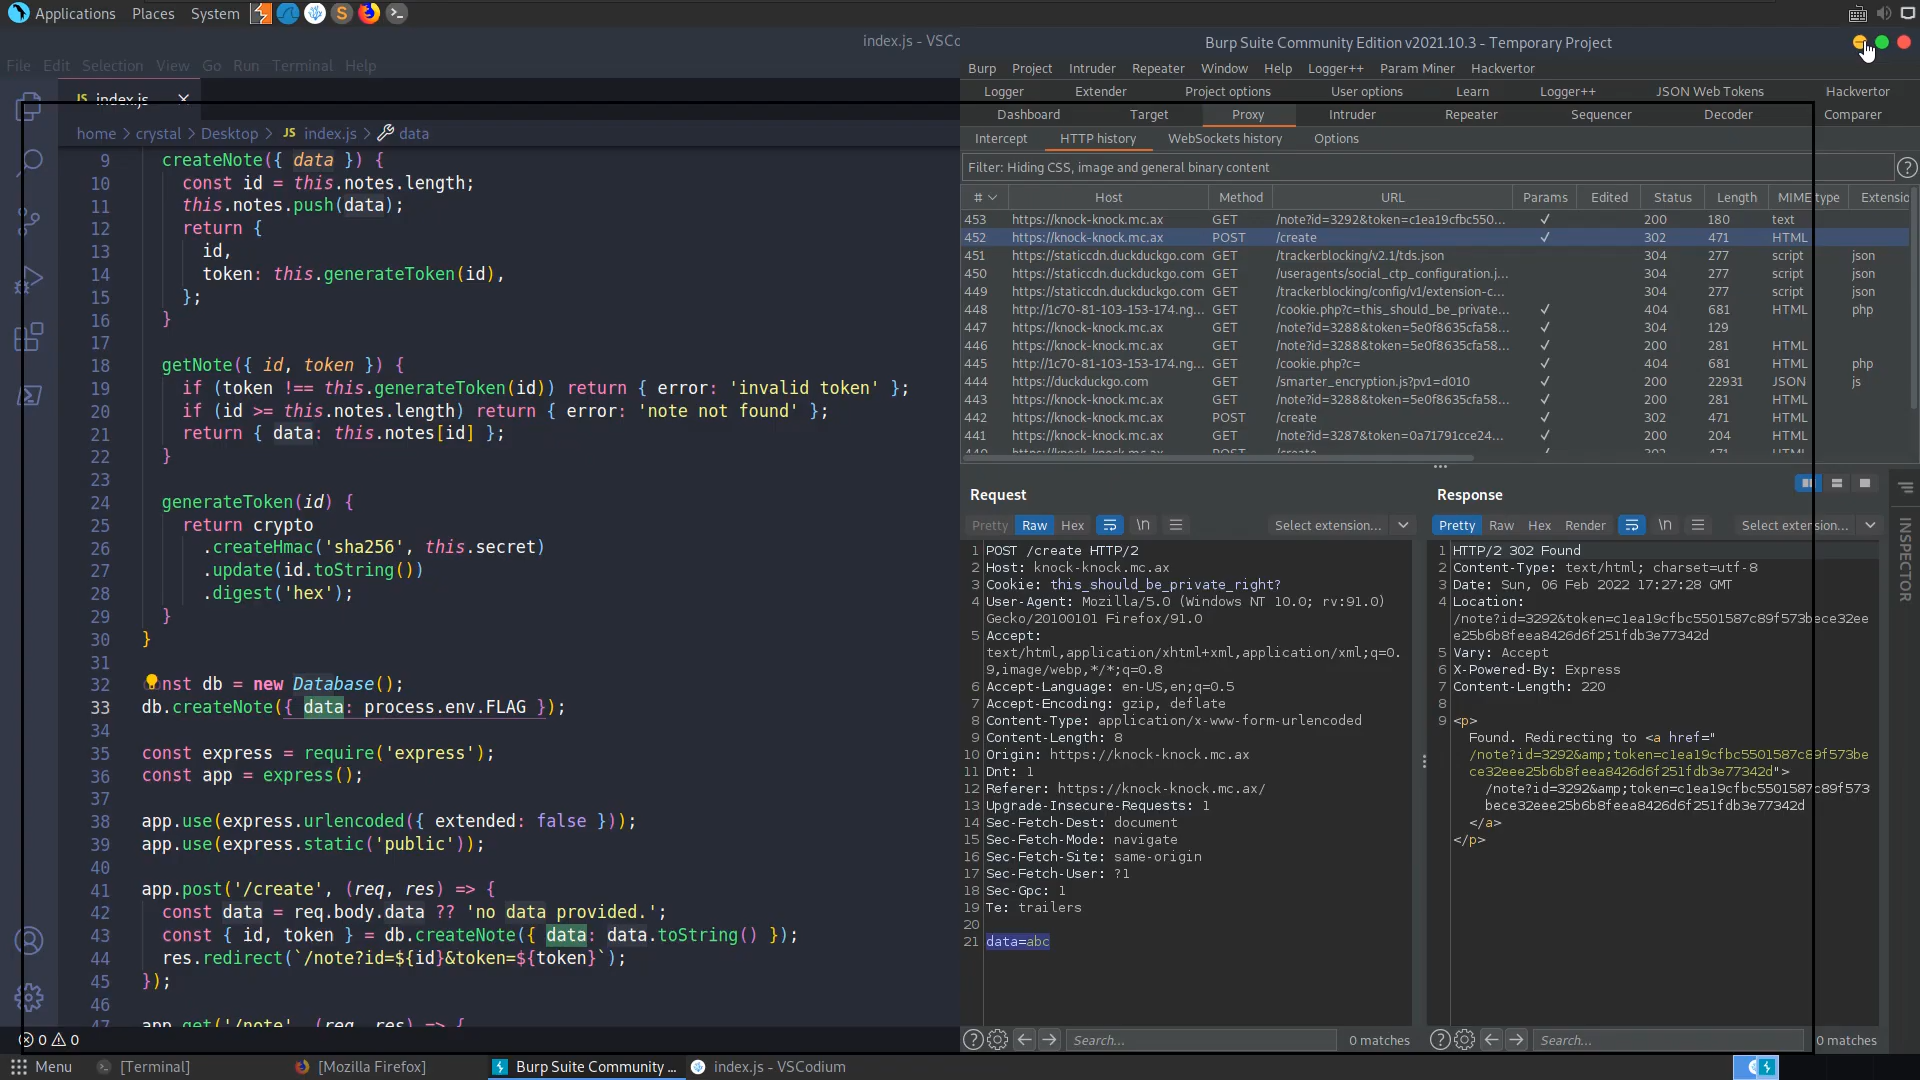 Applications Places System
index.js - VSCo
Burp Suite Community Edition v2021.10.3 - Temporary Project
File Edit Selection View Go Run Terminal Help
JS index.js
home > crystal > Desktop > JS index.js > data
9 createNote({ data }) {
10 const id = this.notes.length;
11 this.notes.push(data);
12 return {
13 id,
14 token: this.generateToken(id),
15 };
16 }
17
18 getNote({ id, token }) {
19 if (token !== this.generateToken(id)) return { error: 'invalid token' };
20 if (id >= this.notes.length) return { error: 'note not found' };
21 return { data: this.notes[id] };
22 }
23
24 generateToken(id) {
25 return crypto
26 .createHmac('sha256', this.secret)
27 .update(id.toString())
28 .digest('hex');
29 }
30 }
31
32 nst db = new Database();
33 db.createNote({ data: process.env.FLAG });
34
35 const express = require('express');
36 const app = express();
37
38 app.use(express.urlencoded({ extended: false }));
39 app.use(express.static('public'));
40
41 app.post('/create', (req, res) => {
42 const data = req.body.data ?? 'no data provided.';
43 const { id, token } = db.createNote({ data: data.toString() });
44 res.redirect(`/note?id=${id}&token=${token}`);
45 });
46
47 app.get('/note', (req, res) => {
0 0
Burp Project Intruder Repeater Window Help Logger++ Param Miner Hackvertor
Logger Extender Project options User options Learn Logger++ JSON Web Tokens Hackvertor
Dashboard Target Proxy Intruder Repeater Sequencer Decoder Comparer
Intercept HTTP history WebSockets history Options
Filter: Hiding CSS, image and general binary content
# Host Method URL Params Edited Status Length MIME type Extensio
453 https://knock-knock.mc.ax GET /note?id=3292&token=c1ea19cfbc550... ✓ 200 180 text
452 https://knock-knock.mc.ax POST /create ✓ 302 471 HTML
451 https://staticcdn.duckduckgo.com GET /trackerblocking/v2.1/tds.json 304 277 script json
450 https://staticcdn.duckduckgo.com GET /useragents/social_ctp_configuration.j... 304 277 script json
449 https://staticcdn.duckduckgo.com GET /trackerblocking/config/v1/extension-c... 304 277 script json
448 http://1c70-81-103-153-174.ng... GET /cookie.php?c=this_should_be_private... ✓ 404 681 HTML php
447 https://knock-knock.mc.ax GET /note?id=3288&token=5e0f8635cfa58... ✓ 304 129
446 https://knock-knock.mc.ax GET /note?id=3288&token=5e0f8635cfa58... ✓ 200 281 HTML
445 http://1c70-81-103-153-174.ng... GET /cookie.php?c= ✓ 404 681 HTML php
444 https://duckduckgo.com GET /smarter_encryption.js?pv1=d010 ✓ 200 22931 JSON js
443 https://knock-knock.mc.ax GET /note?id=3288&token=5e0f8635cfa58... ✓ 200 281 HTML
442 https://knock-knock.mc.ax POST /create ✓ 302 471 HTML
441 https://knock-knock.mc.ax GET /note?id=3287&token=0a71791cce24... ✓ 200 204 HTML
440 https://knock-knock.mc.ax POST /create ✓ 302 471 HTML
Request
Pretty Raw Hex \n Select extension...
1 POST /create HTTP/2
2 Host: knock-knock.mc.ax
3 Cookie: this_should_be_private_right?
4 User-Agent: Mozilla/5.0 (Windows NT 10.0; rv:91.0)
Gecko/20100101 Firefox/91.0
5 Accept:
text/html,application/xhtml+xml,application/xml;q=0.
9,image/webp,*/*;q=0.8
6 Accept-Language: en-US,en;q=0.5
7 Accept-Encoding: gzip, deflate
8 Content-Type: application/x-www-form-urlencoded
9 Content-Length: 8
10 Origin: https://knock-knock.mc.ax
11 Dnt: 1
12 Referer: https://knock-knock.mc.ax/
13 Upgrade-Insecure-Requests: 1
14 Sec-Fetch-Dest: document
15 Sec-Fetch-Mode: navigate
16 Sec-Fetch-Site: same-origin
17 Sec-Fetch-User: ?1
18 Sec-Gpc: 1
19 Te: trailers
20
21 data=abc
Search... 0 matches
Response
Pretty Raw Hex Render \n Select extension...
1 HTTP/2 302 Found
2 Content-Type: text/html; charset=utf-8
3 Date: Sun, 06 Feb 2022 17:27:28 GMT
4 Location:
/note?id=3292&token=c1ea19cfbc5501587c89f573bece32ee
e25b6b8feea8426d6f251fdb3e77342d
5 Vary: Accept
6 X-Powered-By: Express
7 Content-Length: 220
8
9 <p>
Found. Redirecting to <a href="
/note?id=3292&amp;token=c1ea19cfbc5501587c89f573be
ce32eee25b6b8feea8426d6f251fdb3e77342d">
/note?id=3292&amp;token=c1ea19cfbc5501587c89f573
bece32eee25b6b8feea8426d6f251fdb3e77342d
</a>
</p>
Search... 0 matches
INSPECTOR
Menu [Terminal] [Mozilla Firefox] Burp Suite Community ... index.js - VSCodium